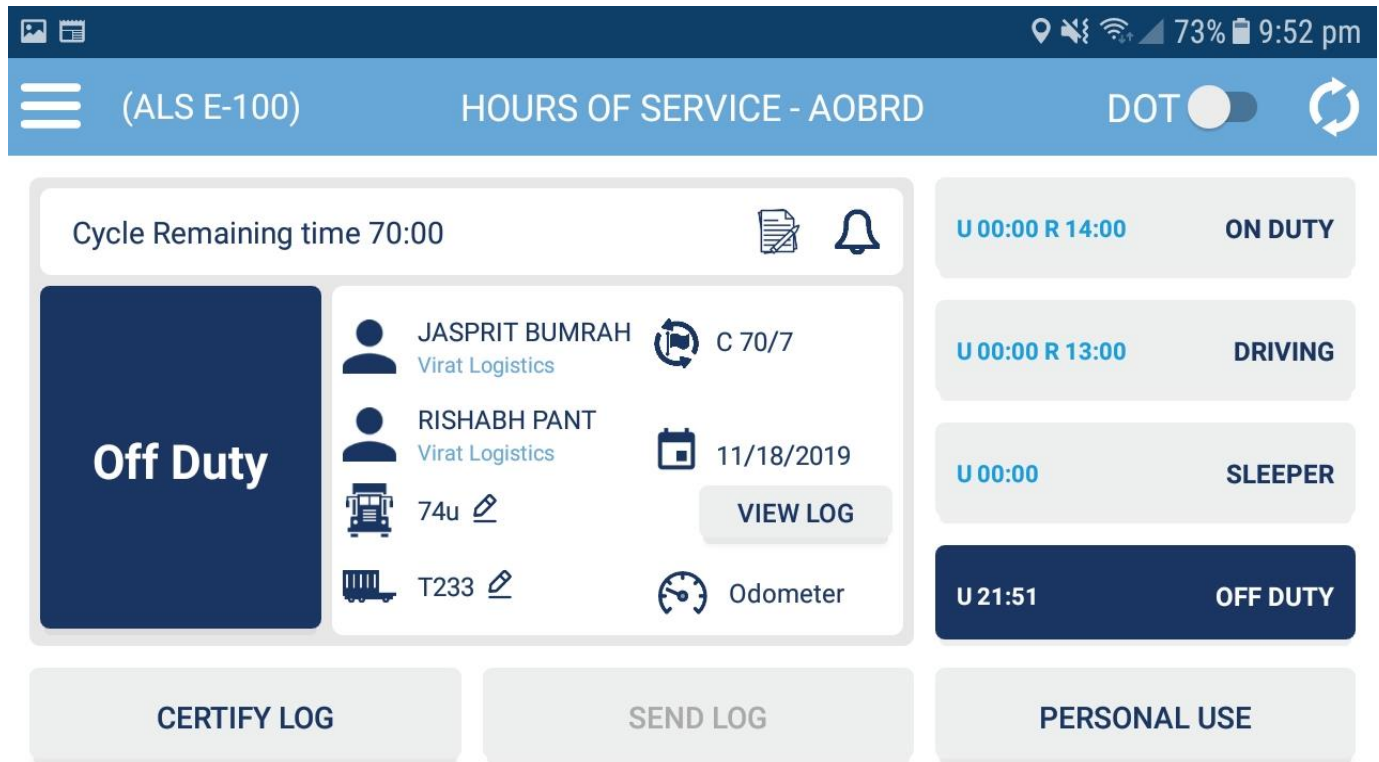 73% 9:52 pm
(ALS E-100) HOURS OF SERVICE - AOBRD DOT
Cycle Remaining time 70:00
Off Duty
JASPRIT BUMRAH
Virat Logistics
C 70/7
RISHABH PANT
Virat Logistics
11/18/2019
74u
VIEW LOG
T233
Odometer
U 00:00 R 14:00 ON DUTY
U 00:00 R 13:00 DRIVING
U 00:00 SLEEPER
U 21:51 OFF DUTY
CERTIFY LOG
SEND LOG
PERSONAL USE